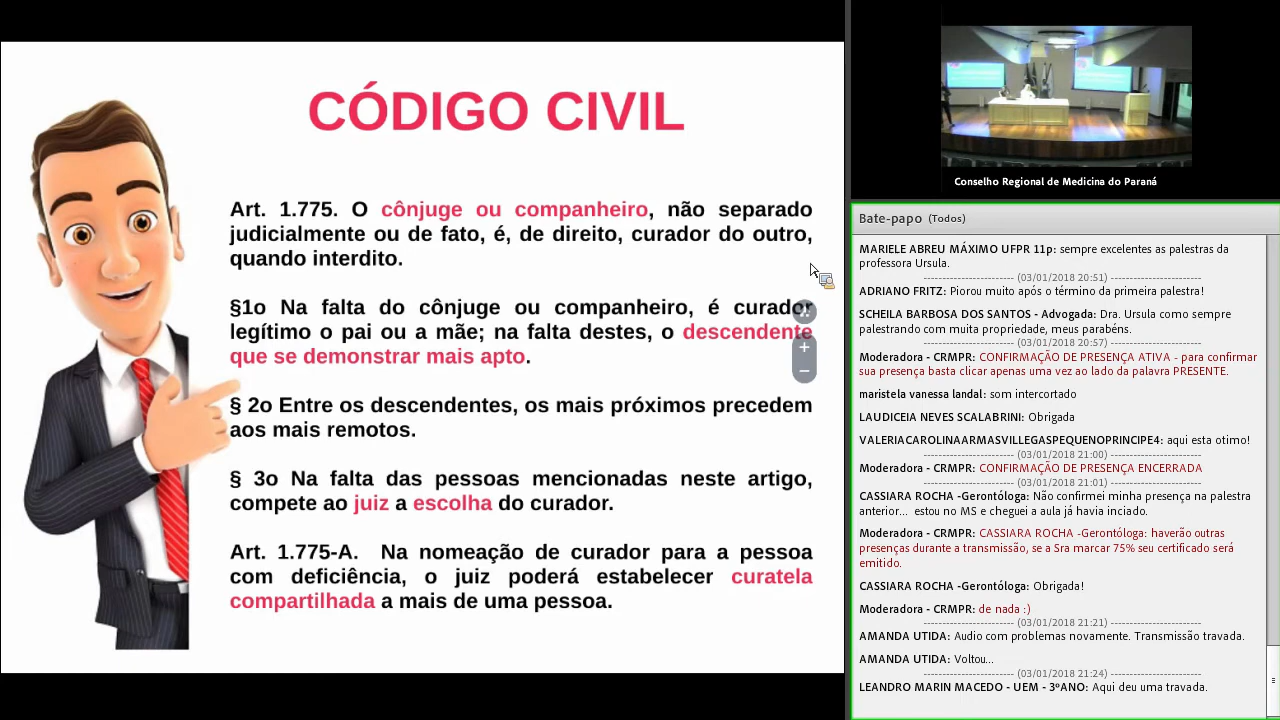 CÓDIGO CIVIL
Art. 1.775. O cônjuge ou companheiro, não separado
judicialmente ou de fato, é, de direito, curador do outro,
quando interdito.
§1o Na falta do cônjuge ou companheiro, é curador
legítimo o pai ou a mãe; na falta destes, o descendente
que se demonstrar mais apto.
§ 2o Entre os descendentes, os mais próximos precedem
aos mais remotos.
§ 3o Na falta das pessoas mencionadas neste artigo,
compete ao juiz a escolha do curador.
Art. 1.775-A. Na nomeação de curador para a pessoa
com deficiência, o juiz poderá estabelecer curatela
compartilhada a mais de uma pessoa.
Conselho Regional de Medicina do Paraná
Bate-papo (Todos)
MARIELE ABREU MÁXIMO UFPR 11p: sempre excelentes as palestras da
professora Ursula.
---------------------- (03/01/2018 20:51) ----------------------
ADRIANO FRITZ: Piorou muito após o término da primeira palestra!
SCHEILA BARBOSA DOS SANTOS - Advogada: Dra. Ursula como sempre
palestrando com muita propriedade, meus parabéns.
---------------------- (03/01/2018 20:57) ----------------------
Moderadora - CRMPR: CONFIRMAÇÃO DE PRESENÇA ATIVA - para confirmar
sua presença basta clicar apenas uma vez ao lado da palavra PRESENTE.
maristela vanessa landal: som intercortado
LAUDICEIA NEVES SCALABRINI: Obrigada
VALERIACAROLINAARMASVILLEGASPEQUENOPRINCIPE4: aqui esta otimo!
---------------------- (03/01/2018 21:00) ----------------------
Moderadora - CRMPR: CONFIRMAÇÃO DE PRESENÇA ENCERRADA
---------------------- (03/01/2018 21:01) ----------------------
CASSIARA ROCHA -Gerontóloga: Não confirmei minha presença na palestra
anterior... estou no MS e cheguei a aula já havia inciado.
Moderadora - CRMPR: CASSIARA ROCHA -Gerontóloga: haverão outras
presenças durante a transmissão, se a Sra marcar 75% seu certificado será
emitido.
CASSIARA ROCHA -Gerontóloga: Obrigada!
Moderadora - CRMPR: de nada :)
---------------------- (03/01/2018 21:21) ----------------------
AMANDA UTIDA: Audio com problemas novamente. Transmissão travada.
AMANDA UTIDA: Voltou...
---------------------- (03/01/2018 21:24) ----------------------
LEANDRO MARIN MACEDO - UEM - 3ºANO: Aqui deu uma travada.